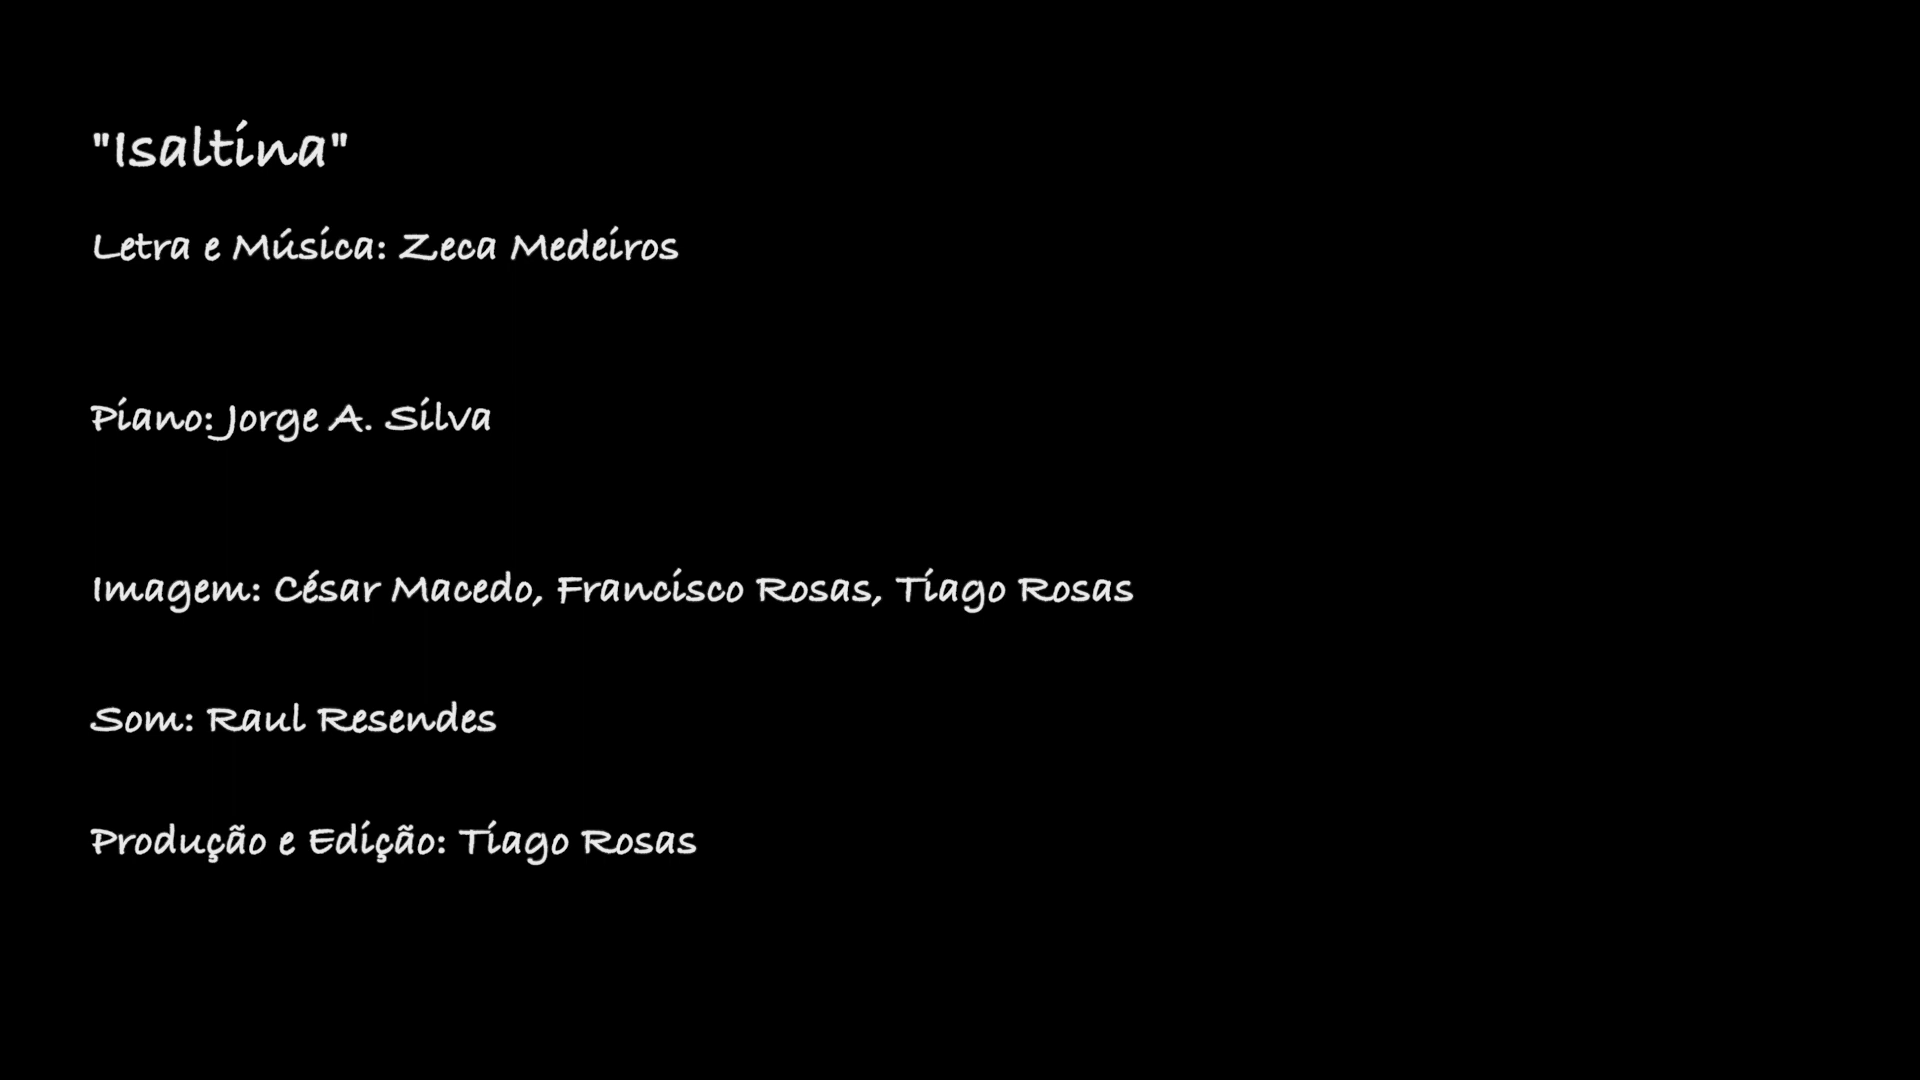 "Isaltina"
Letra e Música: Zeca Medeiros
Piano: Jorge A. Silva
Imagem: César Macedo, Francisco Rosas, Tiago Rosas
Som: Raul Resendes
Produção e Edição: Tiago Rosas